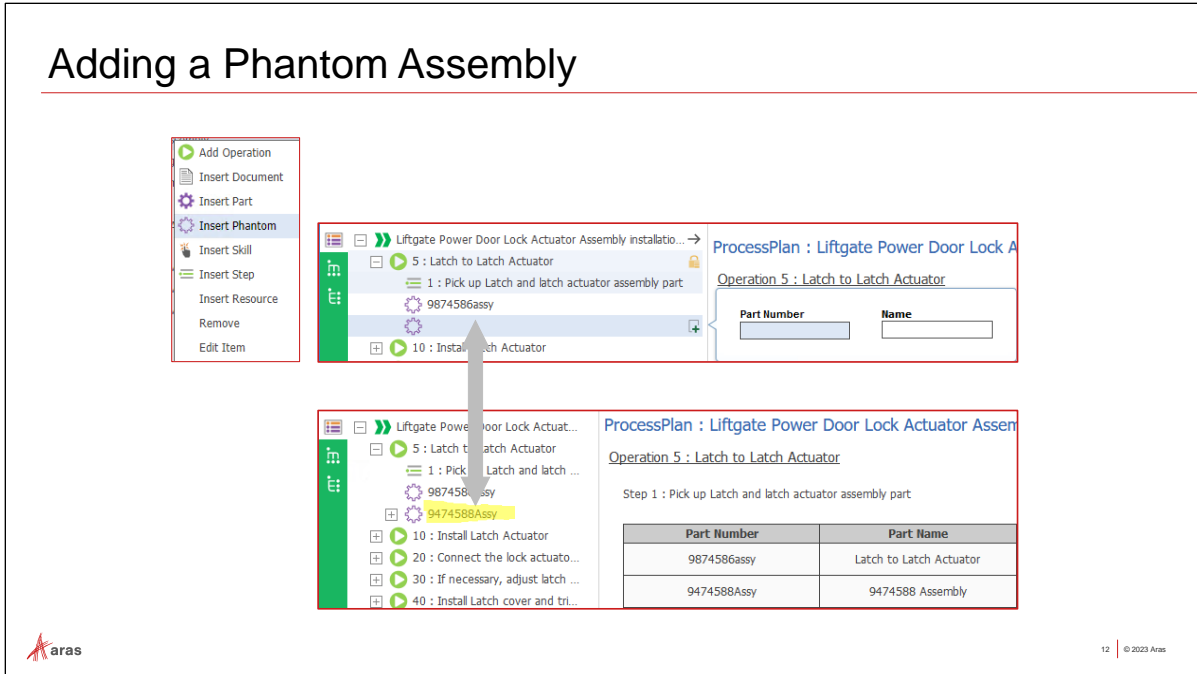 Adding a Phantom Assembly
Add Operation
Insert Document
Insert Part
Insert Phantom
Insert Skill
Insert Step
Insert Resource
Remove
Edit Item
Liftgate Power Door Lock Actuator Assembly installatio...
5 : Latch to Latch Actuator
1 : Pick up Latch and latch actuator assembly part
9874586assy
10 : Install Latch Actuator
ProcessPlan : Liftgate Power Door Lock A
Operation 5 : Latch to Latch Actuator
Part Number Name
Liftgate Power Door Lock Actuat...
5 : Latch to Latch Actuator
1 : Pick up Latch and latch ...
9874586assy
9474588Assy
10 : Install Latch Actuator
20 : Connect the lock actuato...
30 : If necessary, adjust latch ...
40 : Install Latch cover and tri...
ProcessPlan : Liftgate Power Door Lock Actuator Assem
Operation 5 : Latch to Latch Actuator
Step 1 : Pick up Latch and latch actuator assembly part
Part Number Part Name
9874586assy Latch to Latch Actuator
9474588Assy 9474588 Assembly
aras
12 © 2023 Aras